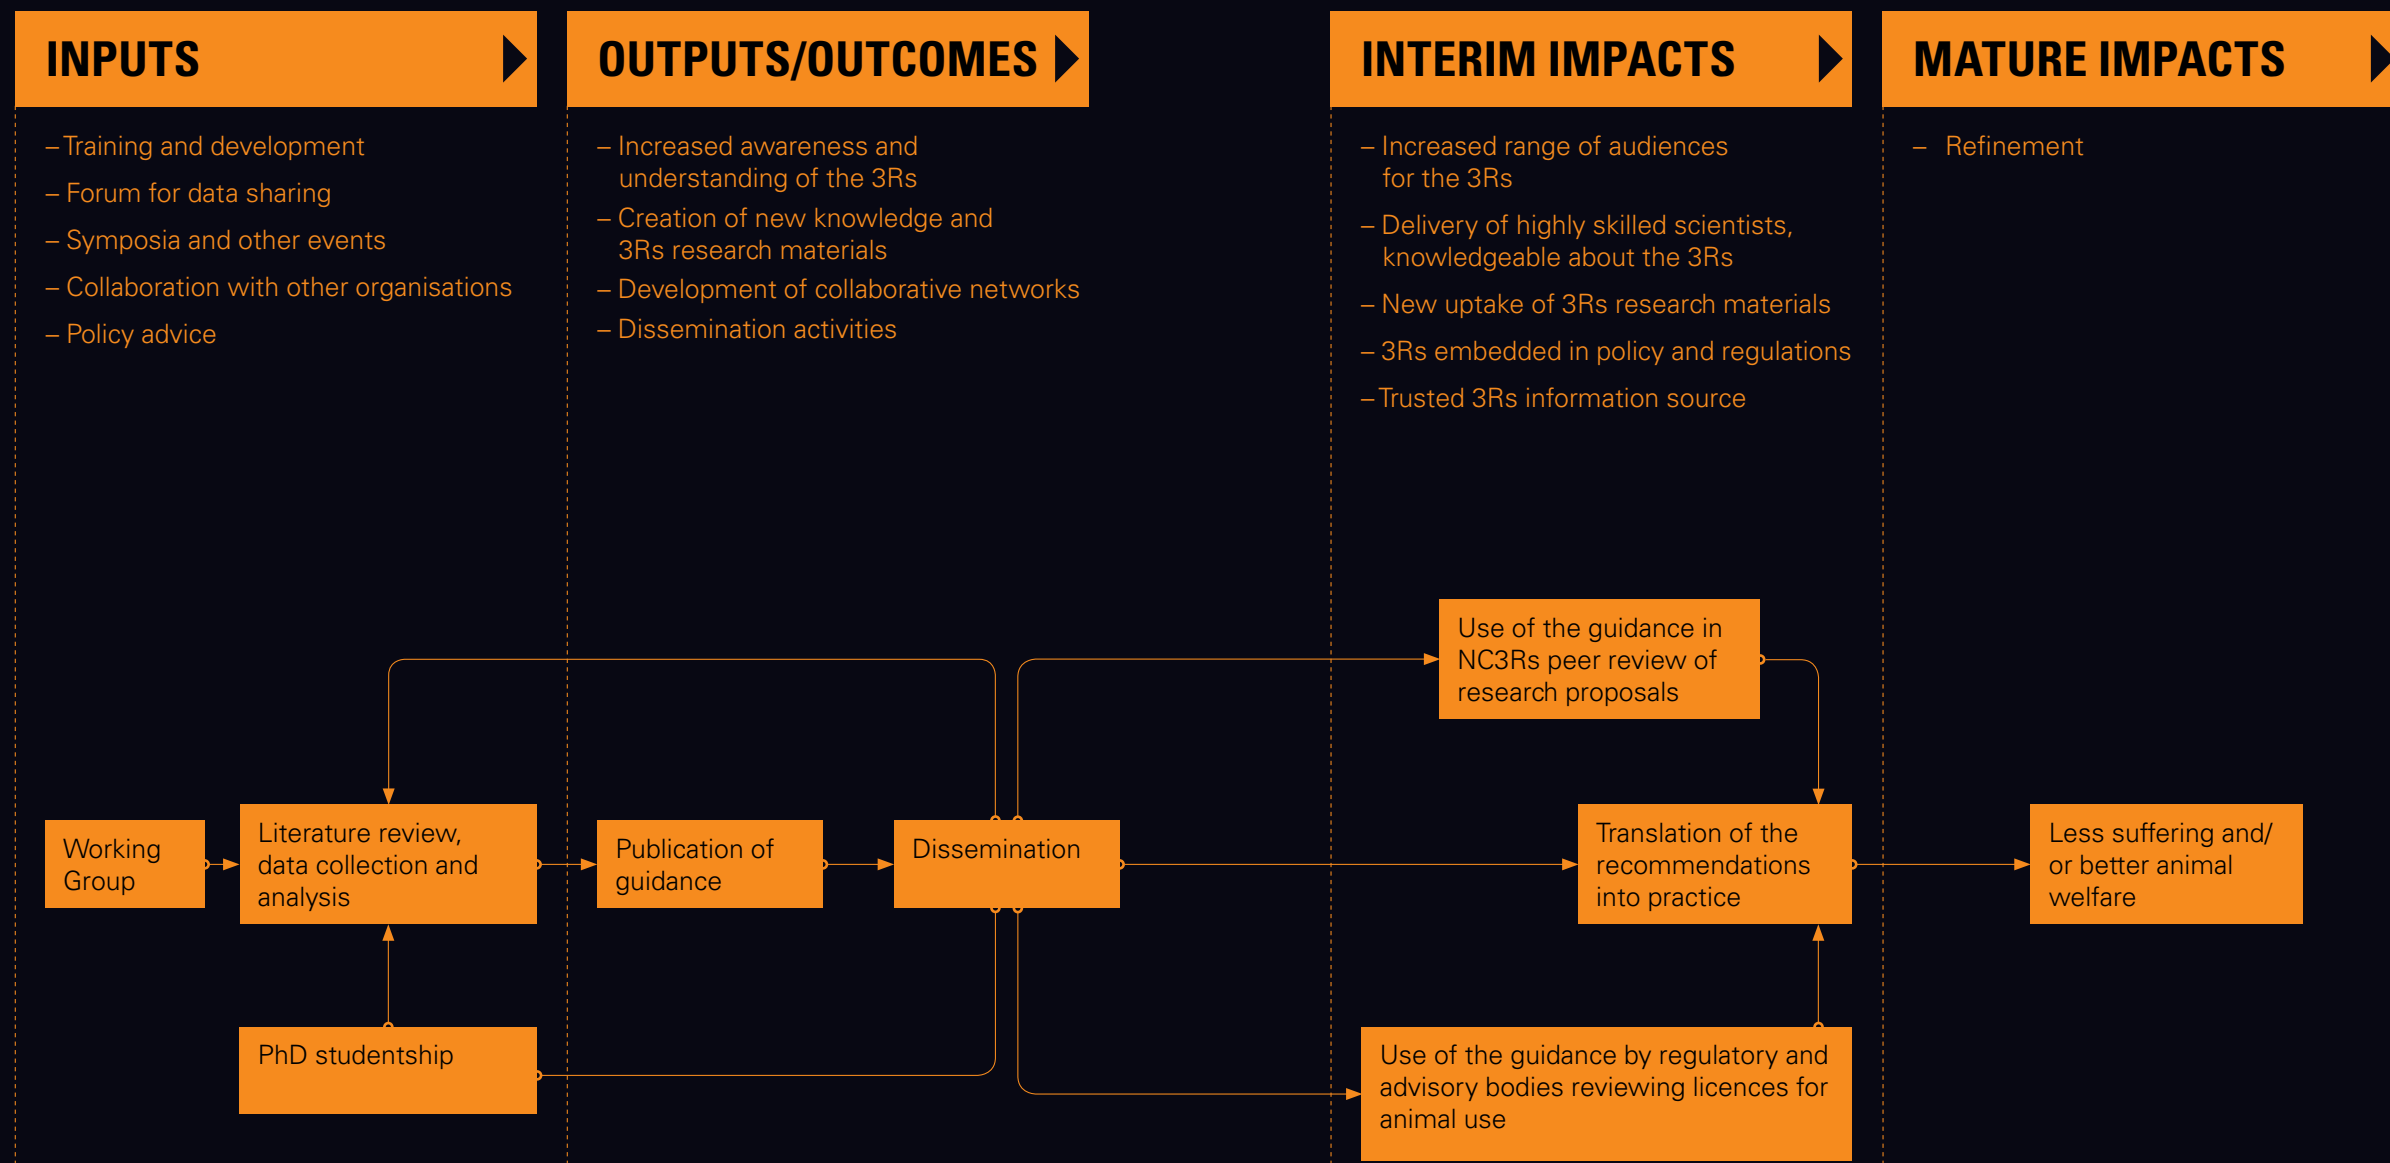 INPUTS
– Training and development
– Forum for data sharing
– Symposia and other events
– Collaboration with other organisations
– Policy advice
OUTPUTS/OUTCOMES
– Increased awareness and
understanding of the 3Rs
– Creation of new knowledge and
3Rs research materials
– Development of collaborative networks
– Dissemination activities
INTERIM IMPACTS
– Increased range of audiences
for the 3Rs
– Delivery of highly skilled scientists,
knowledgeable about the 3Rs
– New uptake of 3Rs research materials
– 3Rs embedded in policy and regulations
– Trusted 3Rs information source
MATURE IMPACTS
– Refinement
Working
Group
Literature review,
data collection and
analysis
PhD studentship
Publication of
guidance
Dissemination
Use of the guidance in
NC3Rs peer review of
research proposals
Translation of the
recommendations
into practice
Use of the guidance by regulatory and
advisory bodies reviewing licences for
animal use
Less suffering and/
or better animal
welfare